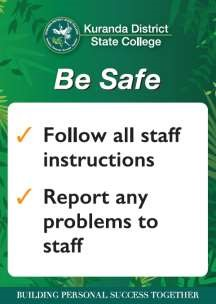 Kuranda District
State College
Be Safe
✓ Follow all staff
instructions
✓ Report any
problems to
staff
BUILDING PERSONAL SUCCESS TOGETHER